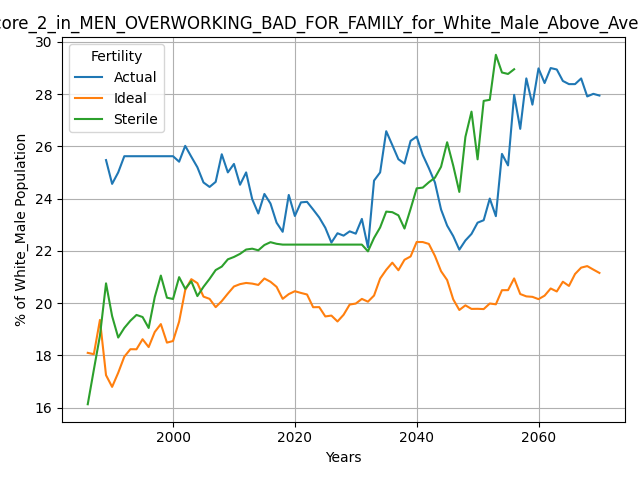 core_2_in_MEN_OVERWORKING_BAD_FOR_FAMILY_for_White_Male_Above_Ave
Fertility
Actual
Ideal
Sterile
% of White_Male Population
30
28
26
24
22
20
18
16
2000 2020 2040 2060
Years